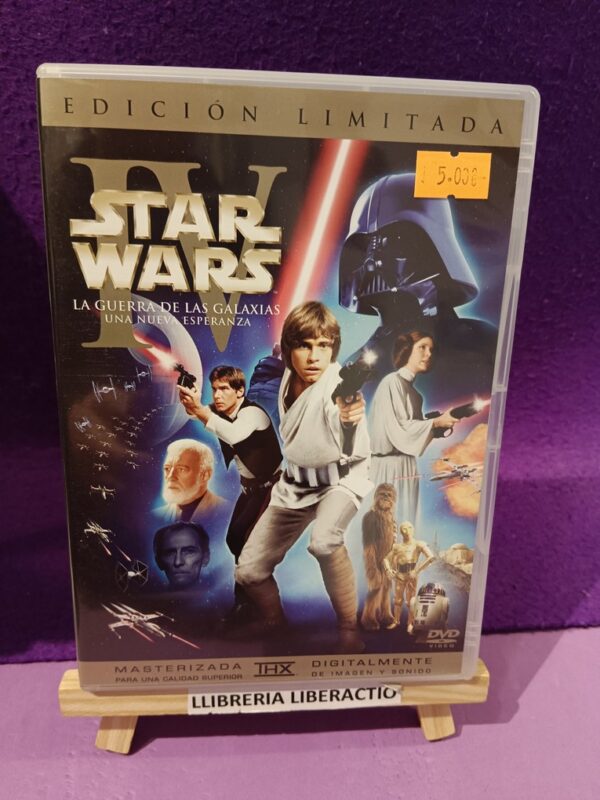 EDICIÓN LIMITADA
5.00€
IV
STAR
WARS
LA GUERRA DE LAS GALAXIAS
UNA NUEVA ESPERANZA
DVD
VIDEO
MASTERIZADA
PARA UNA CALIDAD SUPERIOR
THX
DIGITALMENTE
DE IMAGEN Y SONIDO
LLIBRERIA LIBERACTIO